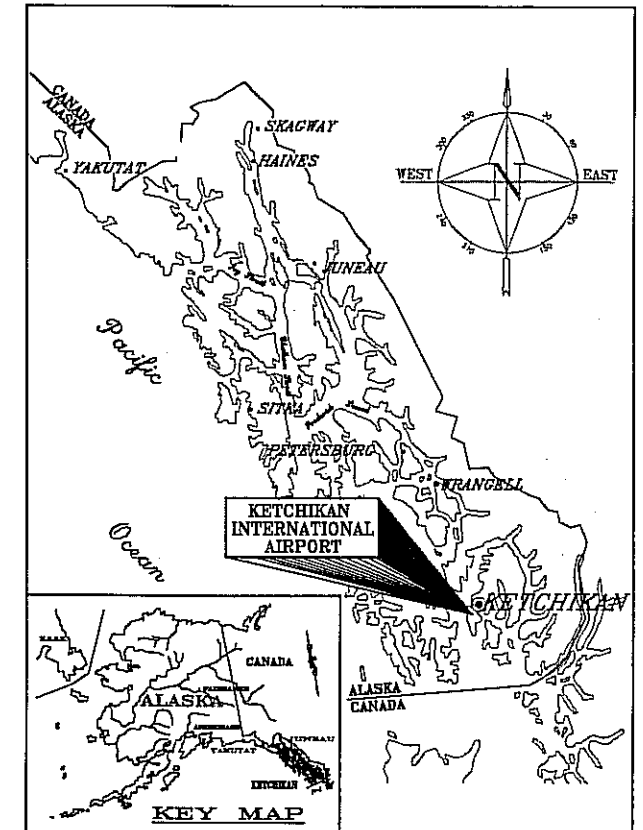 CANADA
ALASKA
SKAGWAY
YAKUTAT
HAINES
WEST
N
EAST
JUNEAU
Pacific
SITKA
PETERSBURG
WRANGELL
KETCHIKAN
INTERNATIONAL
AIRPORT
Ocean
KETCHIKAN
ALASKA
CANADA
CANADA
ALASKA
ANCHORAGE
YAKUTAT
JUNEAU
KETCHIKAN
KEY MAP